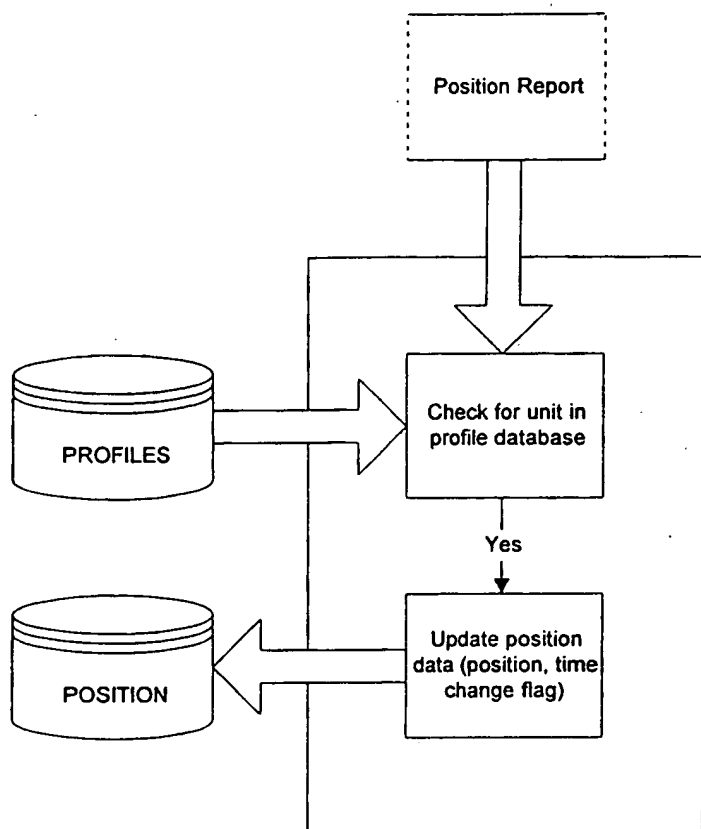 Position Report
Check for unit in
profile database
PROFILES
Yes
Update position
data (position, time
change flag)
POSITION